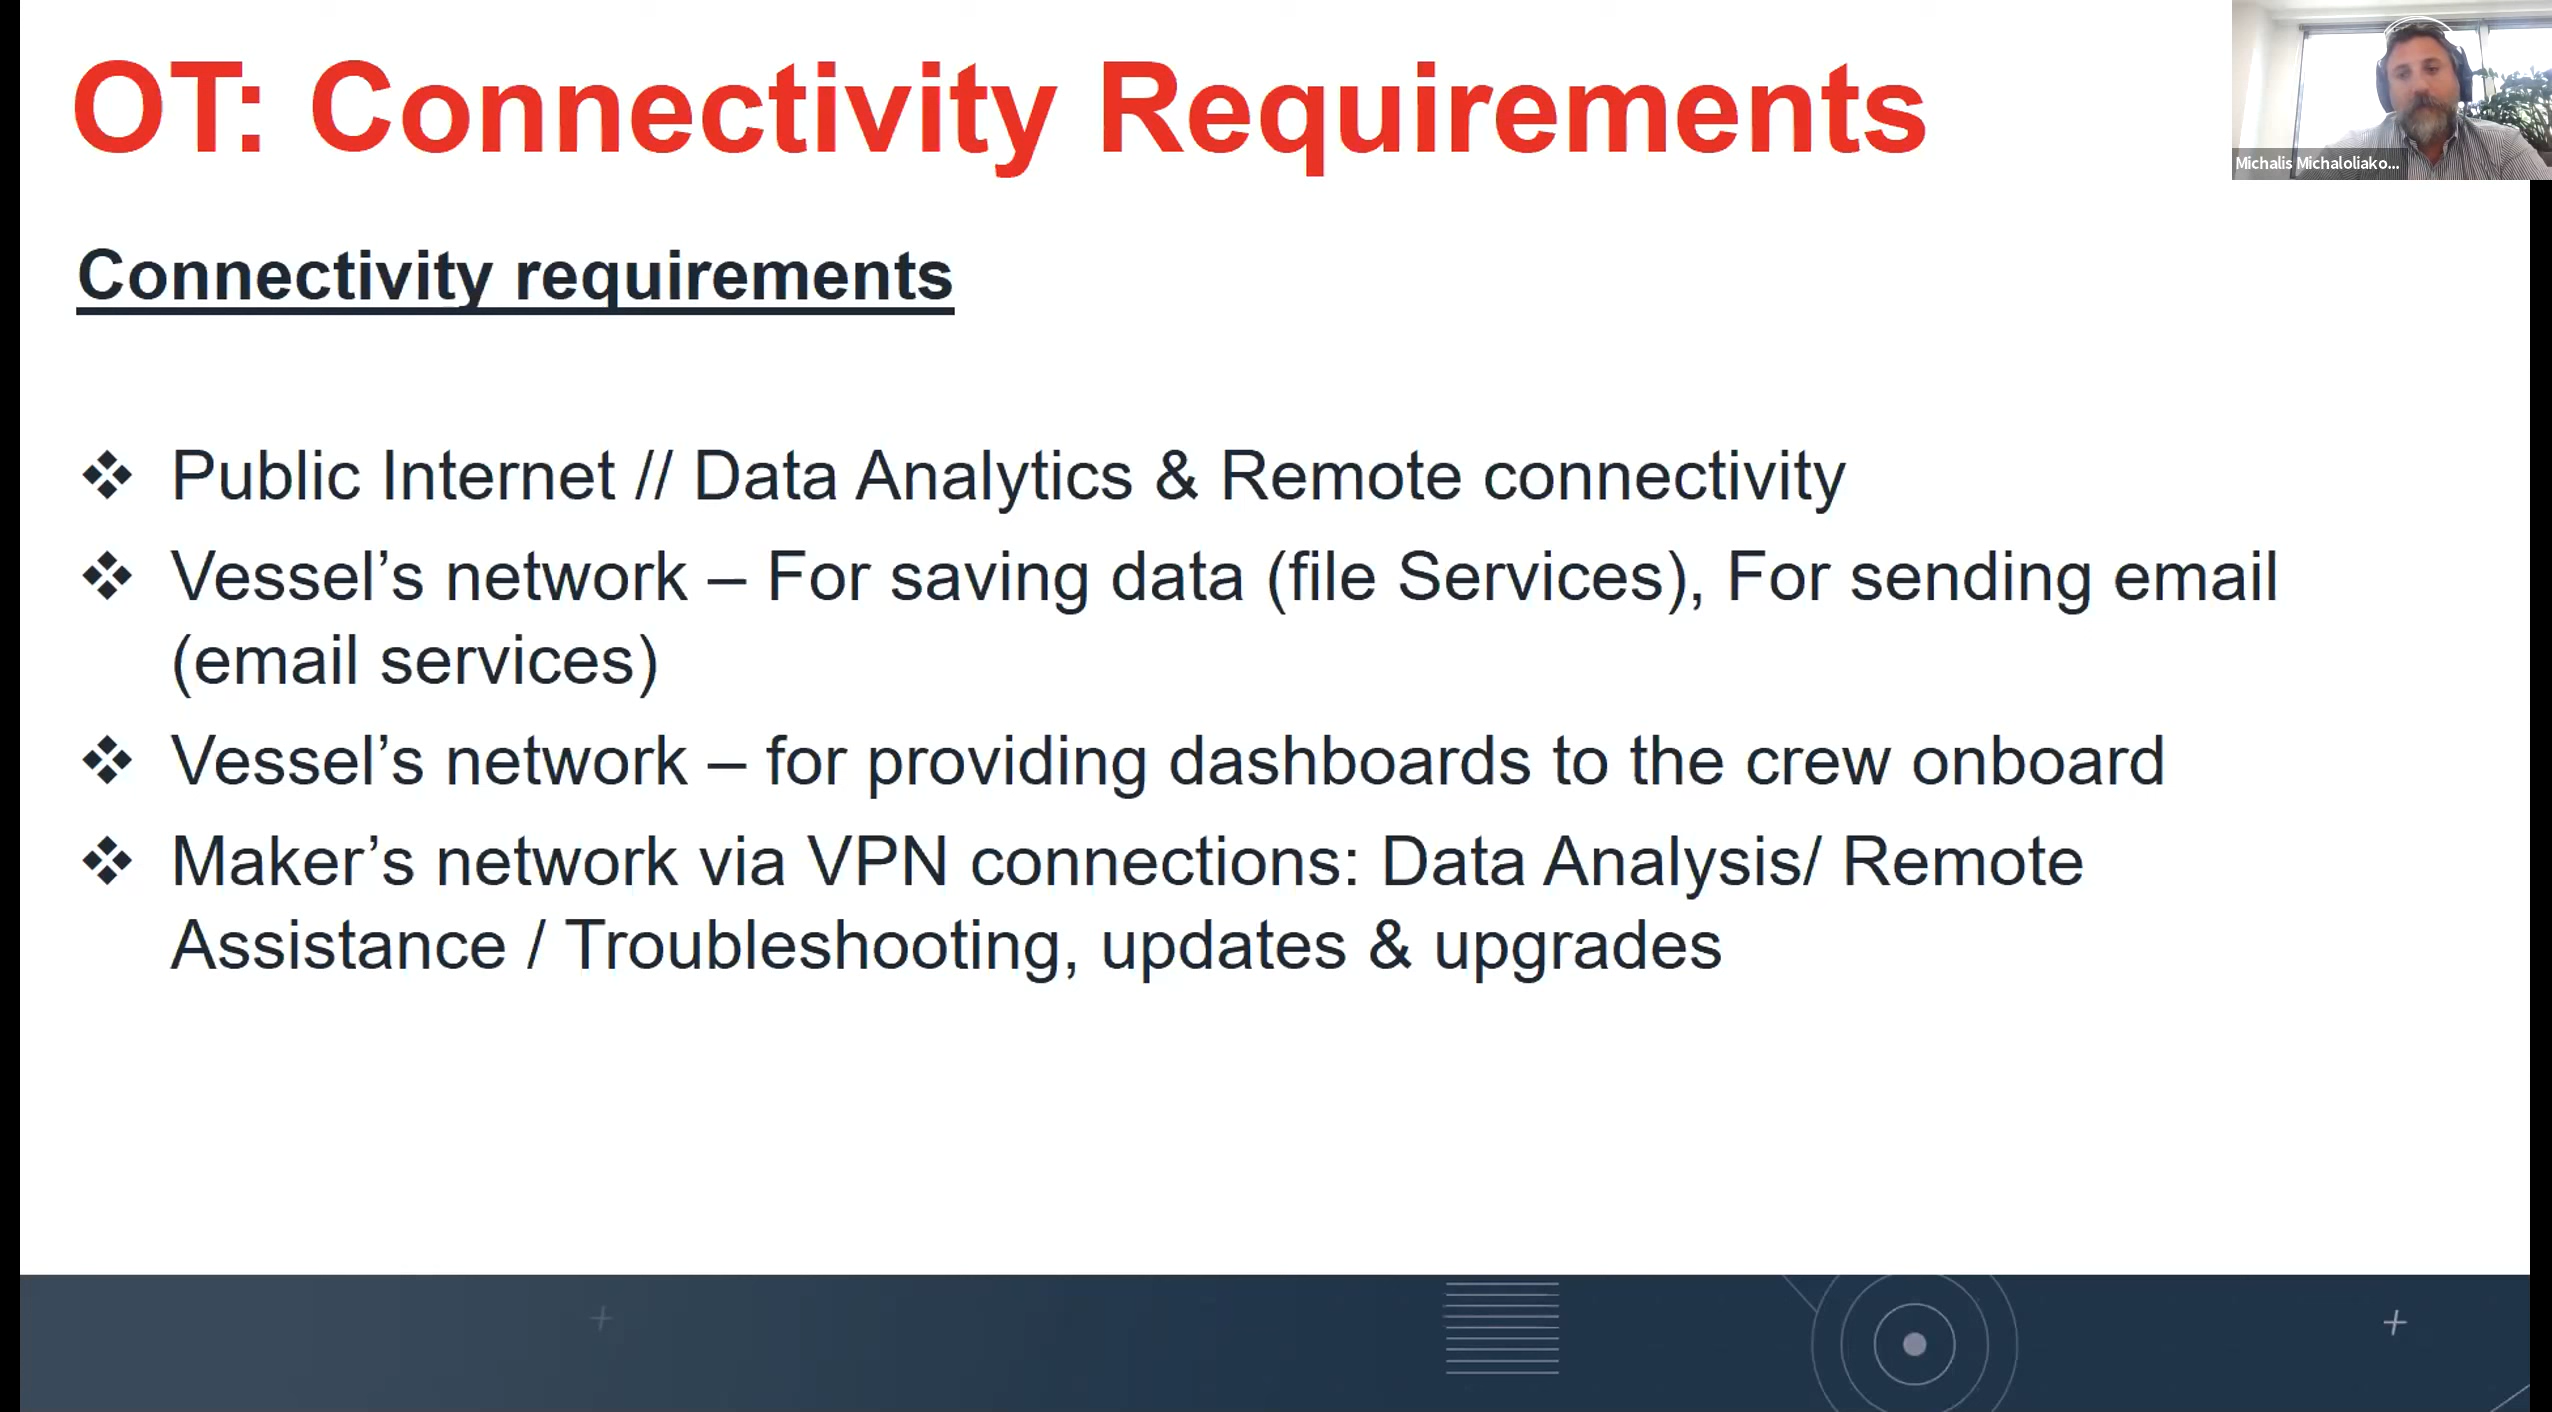 OT: Connectivity Requirements
Michalis Michaloliako...
Connectivity requirements
❖ Public Internet // Data Analytics & Remote connectivity
❖ Vessel’s network – For saving data (file Services), For sending email
(email services)
❖ Vessel’s network – for providing dashboards to the crew onboard
❖ Maker’s network via VPN connections: Data Analysis/ Remote
Assistance / Troubleshooting, updates & upgrades